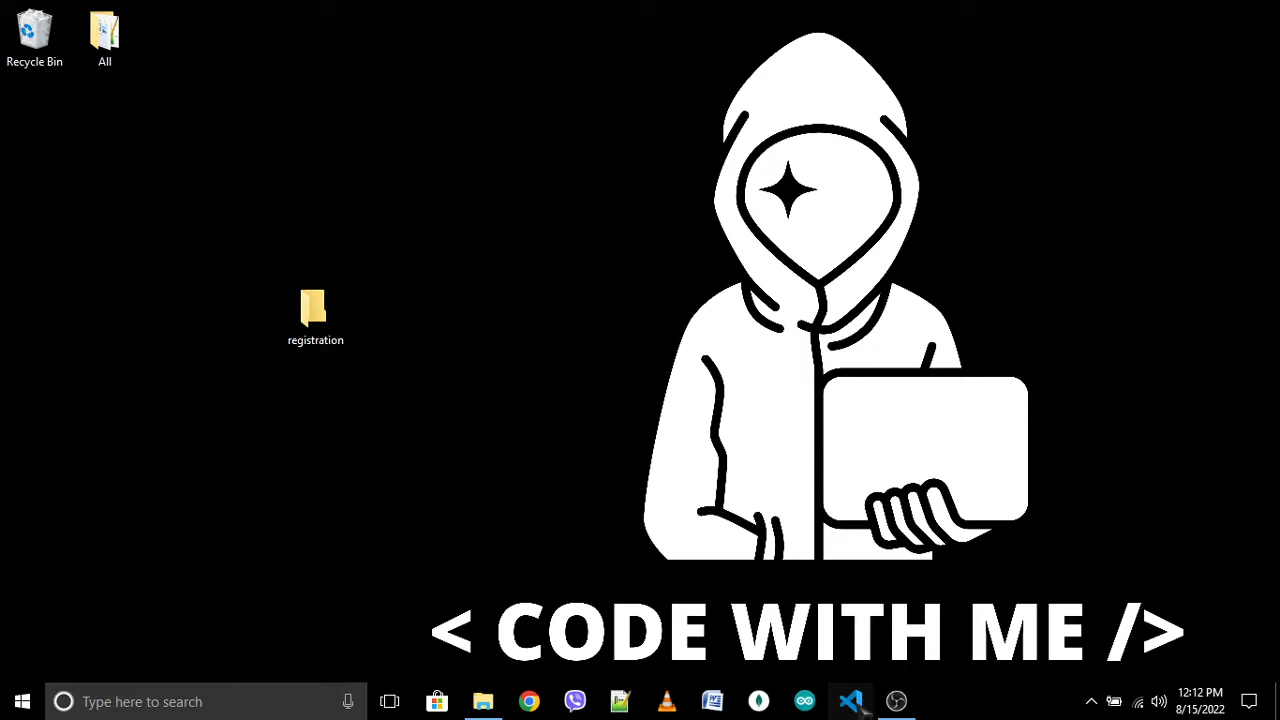 Recycle Bin
All
registration
< CODE WITH ME />
Type here to search
12:12 PM
8/15/2022